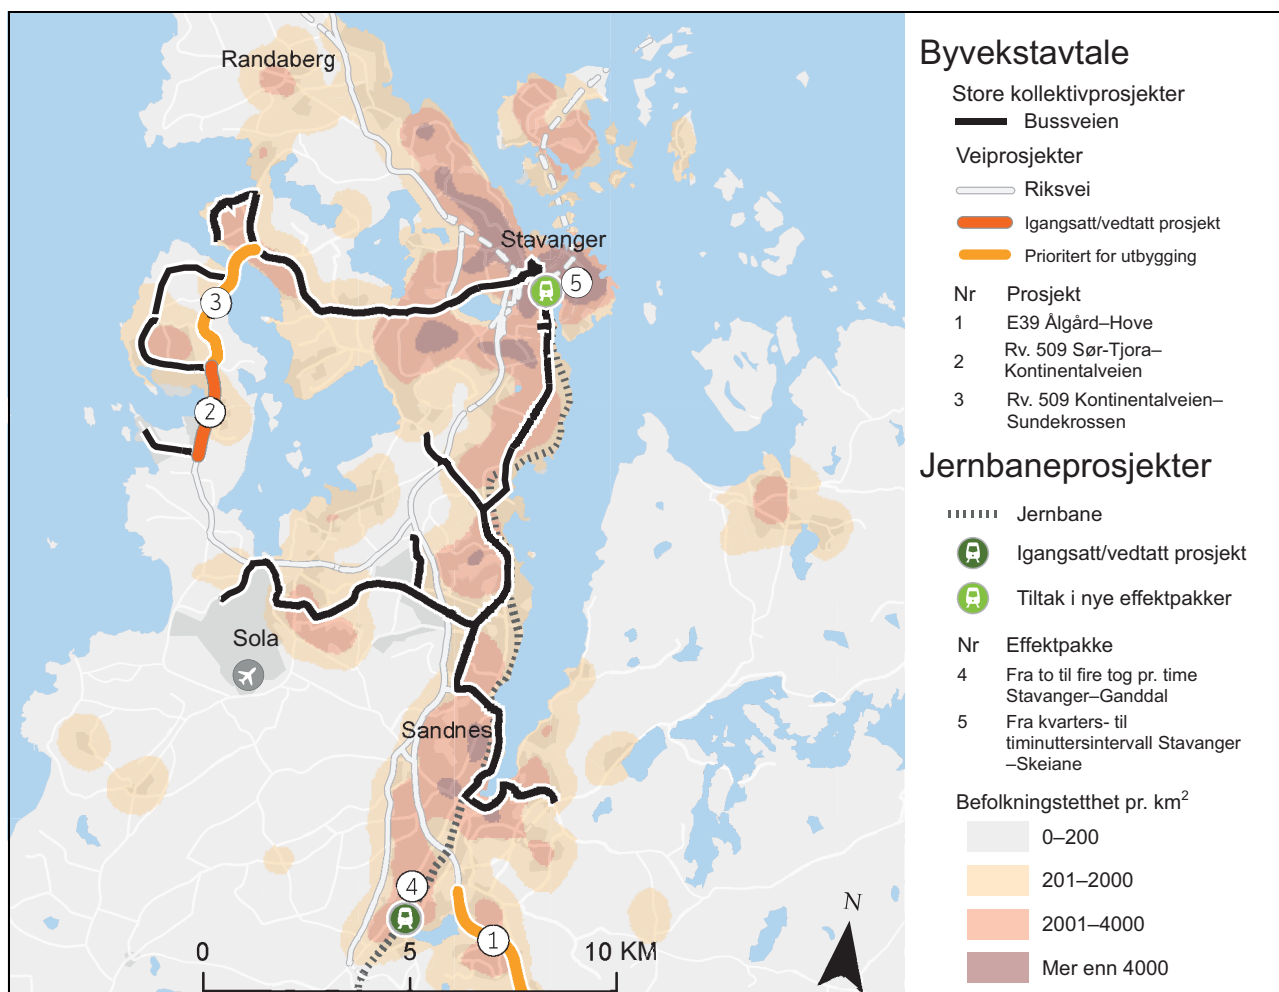 Randaberg
Stavanger
5
3
2
Sola
Sandnes
4
1
0
5
10 KM
N
Byvekstavtale
Store kollektivprosjekter
Bussveien
Veiprosjekter
Riksvei
Igangsatt/vedtatt prosjekt
Prioritert for utbygging
Nr Prosjekt
1 E39 Ålgård–Hove
2 Rv. 509 Sør-Tjora–
Kontinentalveien
3 Rv. 509 Kontinentalveien–
Sundekrossen
Jernbaneprosjekter
Jernbane
Igangsatt/vedtatt prosjekt
Tiltak i nye effektpakker
Nr Effektpakke
4 Fra to til fire tog pr. time
Stavanger–Ganddal
5 Fra kvarters- til
timinuttersintervall Stavanger
–Skeiane
Befolkningstetthet pr. km²
0–200
201–2000
2001–4000
Mer enn 4000